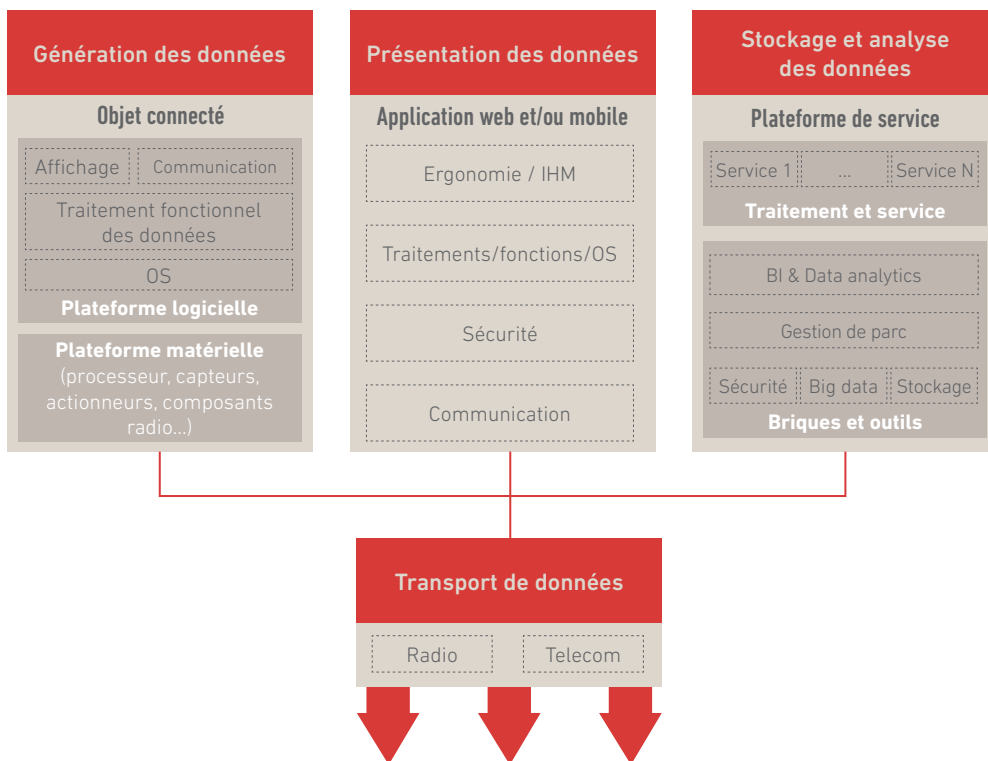 Génération des données
Objet connecté
Affichage
Communication
Traitement fonctionnel
des données
OS
Plateforme logicielle
Plateforme matérielle
(processeur, capteurs,
actionneurs, composants
radio...)
Présentation des données
Application web et/ou mobile
Ergonomie / IHM
Traitements/fonctions/OS
Sécurité
Communication
Stockage et analyse
des données
Plateforme de service
Service 1
...
Service N
Traitement et service
BI & Data analytics
Gestion de parc
Sécurité
Big data
Stockage
Briques et outils
Transport de données
Radio
Telecom